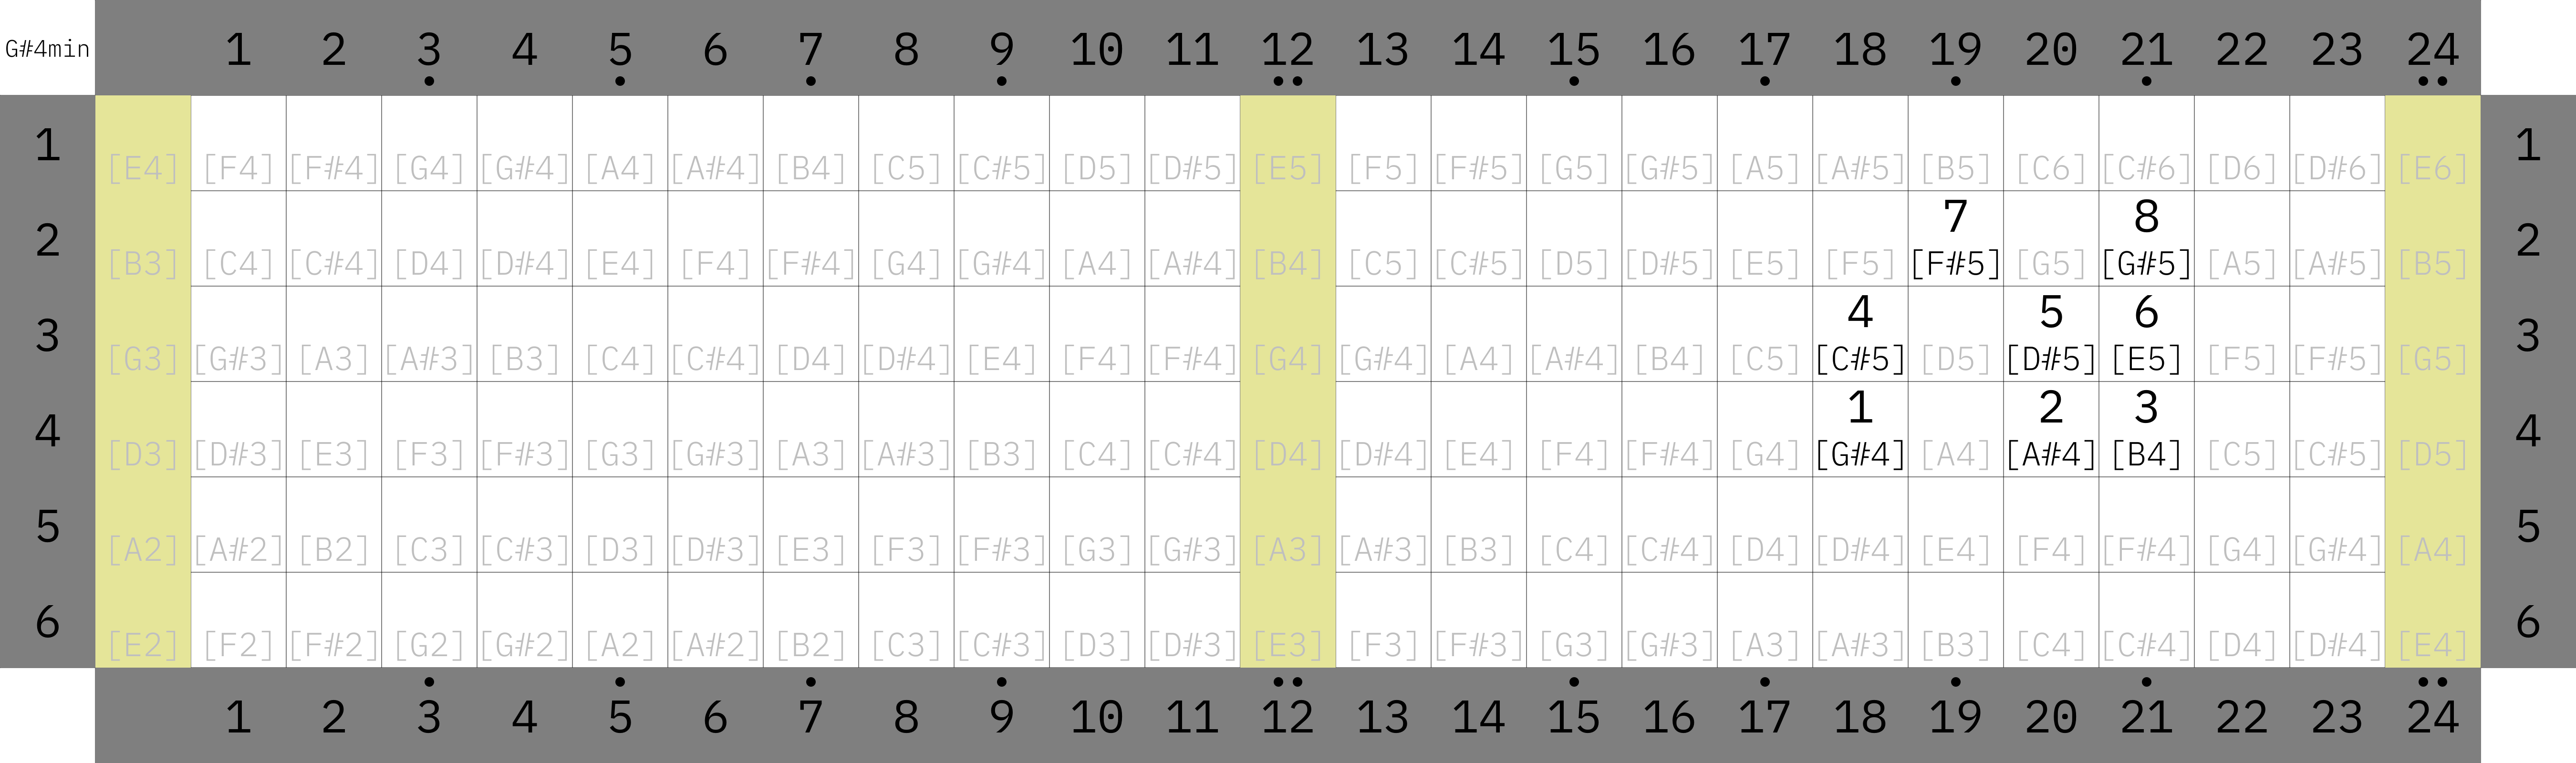 G#4min 1 2 3 4 5 6 7 8 9 10 11 12 13 14 15 16 17 18 19 20 21 22 23 24
1 [E4] [F4] [F#4] [G4] [G#4] [A4] [A#4] [B4] [C5] [C#5] [D5] [D#5] [E5] [F5] [F#5] [G5] [G#5] [A5] [A#5] [B5] [C6] [C#6] [D6] [D#6] [E6] 1
7 8
2 [B3] [C4] [C#4] [D4] [D#4] [E4] [F4] [F#4] [G4] [G#4] [A4] [A#4] [B4] [C5] [C#5] [D5] [D#5] [E5] [F5] [F#5] [G5] [G#5] [A5] [A#5] [B5] 2
4 5 6
3 [G3] [G#3] [A3] [A#3] [B3] [C4] [C#4] [D4] [D#4] [E4] [F4] [F#4] [G4] [G#4] [A4] [A#4] [B4] [C5] [C#5] [D5] [D#5] [E5] [F5] [F#5] [G5] 3
1 2 3
4 [D3] [D#3] [E3] [F3] [F#3] [G3] [G#3] [A3] [A#3] [B3] [C4] [C#4] [D4] [D#4] [E4] [F4] [F#4] [G4] [G#4] [A4] [A#4] [B4] [C5] [C#5] [D5] 4
5 [A2] [A#2] [B2] [C3] [C#3] [D3] [D#3] [E3] [F3] [F#3] [G3] [G#3] [A3] [A#3] [B3] [C4] [C#4] [D4] [D#4] [E4] [F4] [F#4] [G4] [G#4] [A4] 5
6 [E2] [F2] [F#2] [G2] [G#2] [A2] [A#2] [B2] [C3] [C#3] [D3] [D#3] [E3] [F3] [F#3] [G3] [G#3] [A3] [A#3] [B3] [C4] [C#4] [D4] [D#4] [E4] 6
1 2 3 4 5 6 7 8 9 10 11 12 13 14 15 16 17 18 19 20 21 22 23 24